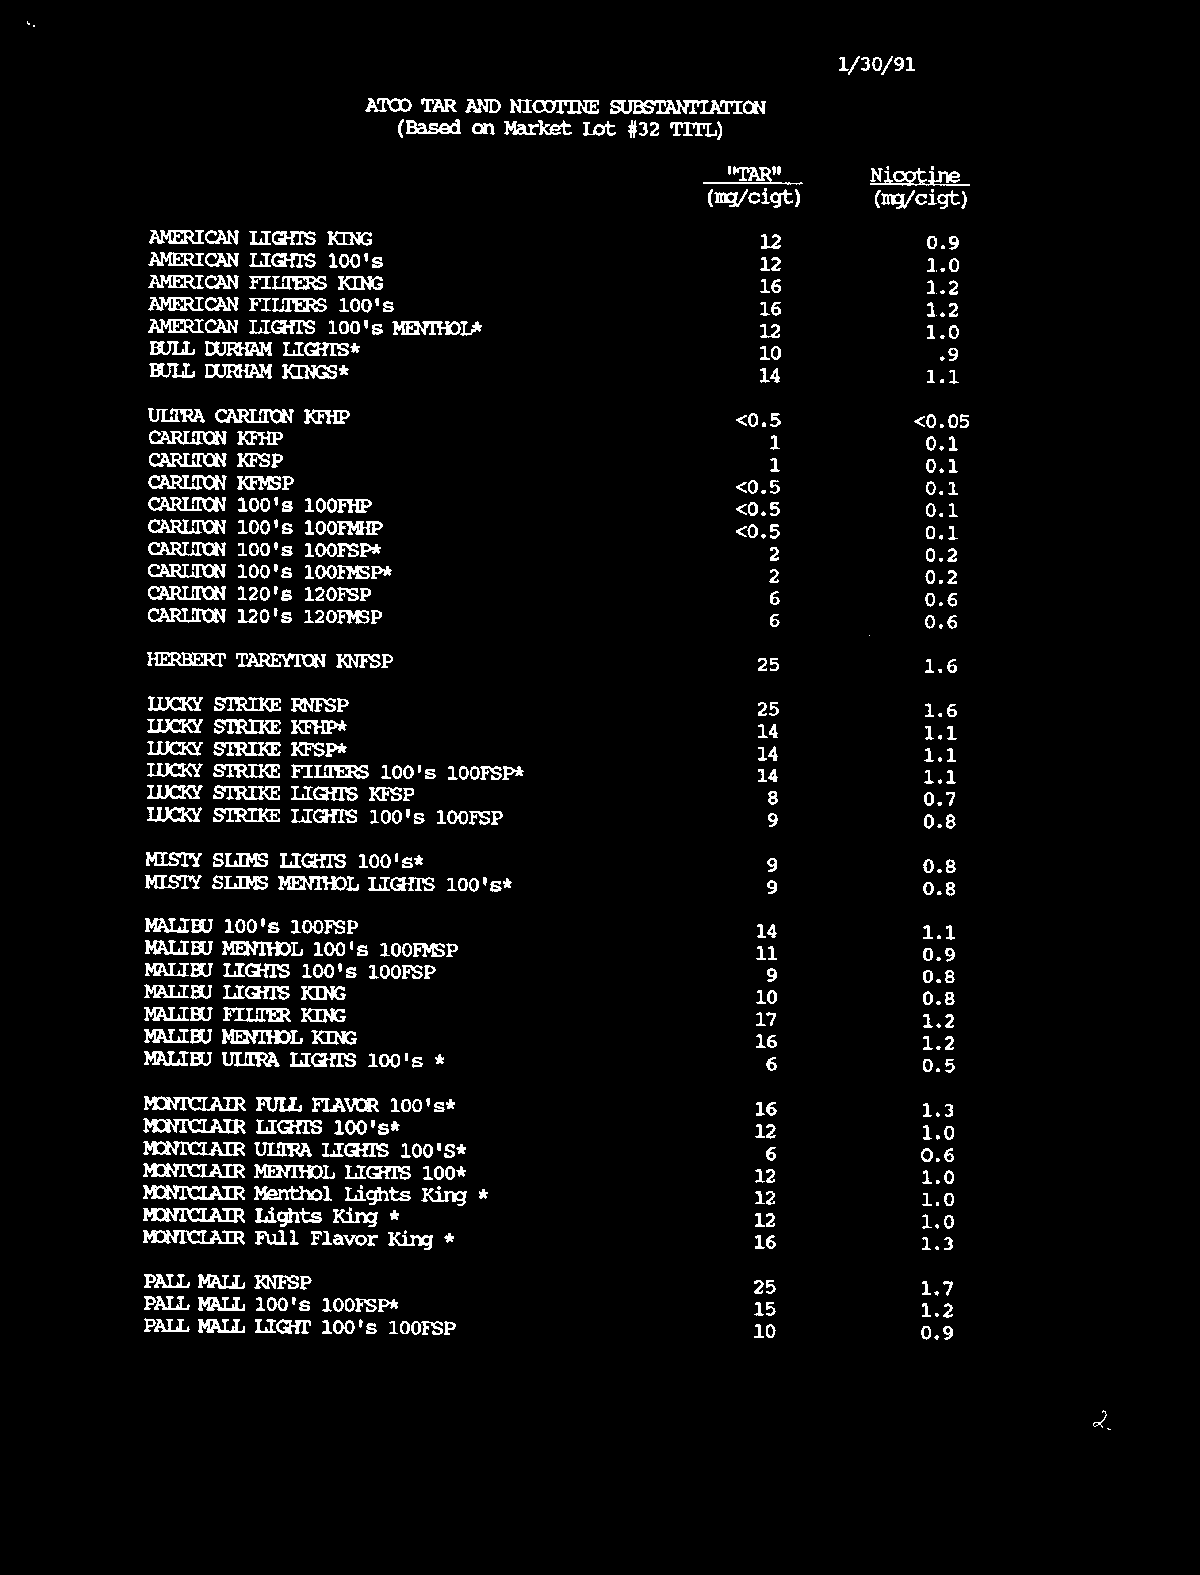 1/30/91
ATCO TAR AND NICOTINE SUBSTANTIATION
(Based on Market Lot #32 TITL)
"TAR" Nicotine
(mg/cigt) (mg/cigt)
AMERICAN LIGHTS KING 12 0.9
AMERICAN LIGHTS 100's 12 1.0
AMERICAN FILTERS KING 16 1.2
AMERICAN FILTERS 100's 16 1.2
AMERICAN LIGHTS 100's MENTHOL* 12 1.0
BULL DURHAM LIGHTS* 10 .9
BULL DURHAM KINGS* 14 1.1
ULTRA CARLTON KFHP <0.5 <0.05
CARLTON KFHP 1 0.1
CARLTON KFSP 1 0.1
CARLTON KFMSP <0.5 0.1
CARLTON 100's 100FHP <0.5 0.1
CARLTON 100's 100FMHP <0.5 0.1
CARLTON 100's 100FSP* 2 0.2
CARLTON 100's 100FMSP* 2 0.2
CARLTON 120's 120FSP 6 0.6
CARLTON 120's 120FMSP 6 0.6
HERBERT TAREYTON KNFSP 25 1.6
LUCKY STRIKE RNFSP 25 1.6
LUCKY STRIKE KFHP* 14 1.1
LUCKY STRIKE KFSP* 14 1.1
LUCKY STRIKE FILTERS 100's 100FSP* 14 1.1
LUCKY STRIKE LIGHTS KFSP 8 0.7
LUCKY STRIKE LIGHTS 100's 100FSP 9 0.8
MISTY SLIMS LIGHTS 100's* 9 0.8
MISTY SLIMS MENTHOL LIGHTS 100's* 9 0.8
MALIBU 100's 100FSP 14 1.1
MALIBU MENTHOL 100's 100FMSP 11 0.9
MALIBU LIGHTS 100's 100FSP 9 0.8
MALIBU LIGHTS KING 10 0.8
MALIBU FILTER KING 17 1.2
MALIBU MENTHOL KING 16 1.2
MALIBU ULTRA LIGHTS 100's * 6 0.5
MONTCLAIR FULL FLAVOR 100's* 16 1.3
MONTCLAIR LIGHTS 100's* 12 1.0
MONTCLAIR ULTRA LIGHTS 100'S* 6 0.6
MONTCLAIR MENTHOL LIGHTS 100* 12 1.0
MONTCLAIR Menthol Lights King * 12 1.0
MONTCLAIR Lights King * 12 1.0
MONTCLAIR Full Flavor King * 16 1.3
PALL MALL KNFSP 25 1.7
PALL MALL 100's 100FSP* 15 1.2
PALL MALL LIGHT 100's 100FSP 10 0.9
2